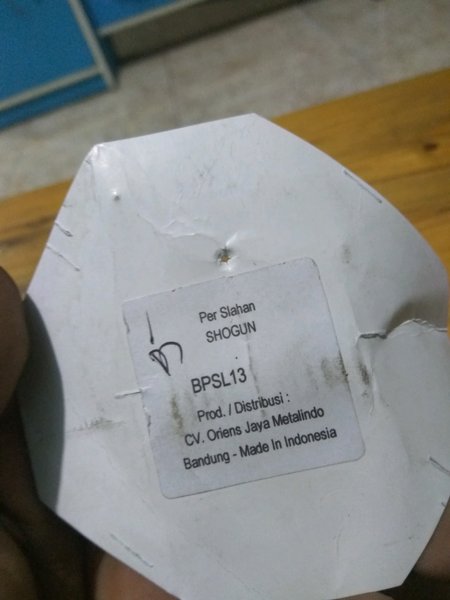 Per Slahan
SHOGUN
BPSL13
Prod. / Distribusi :
CV. Oriens Jaya Metalindo
Bandung - Made In Indonesia